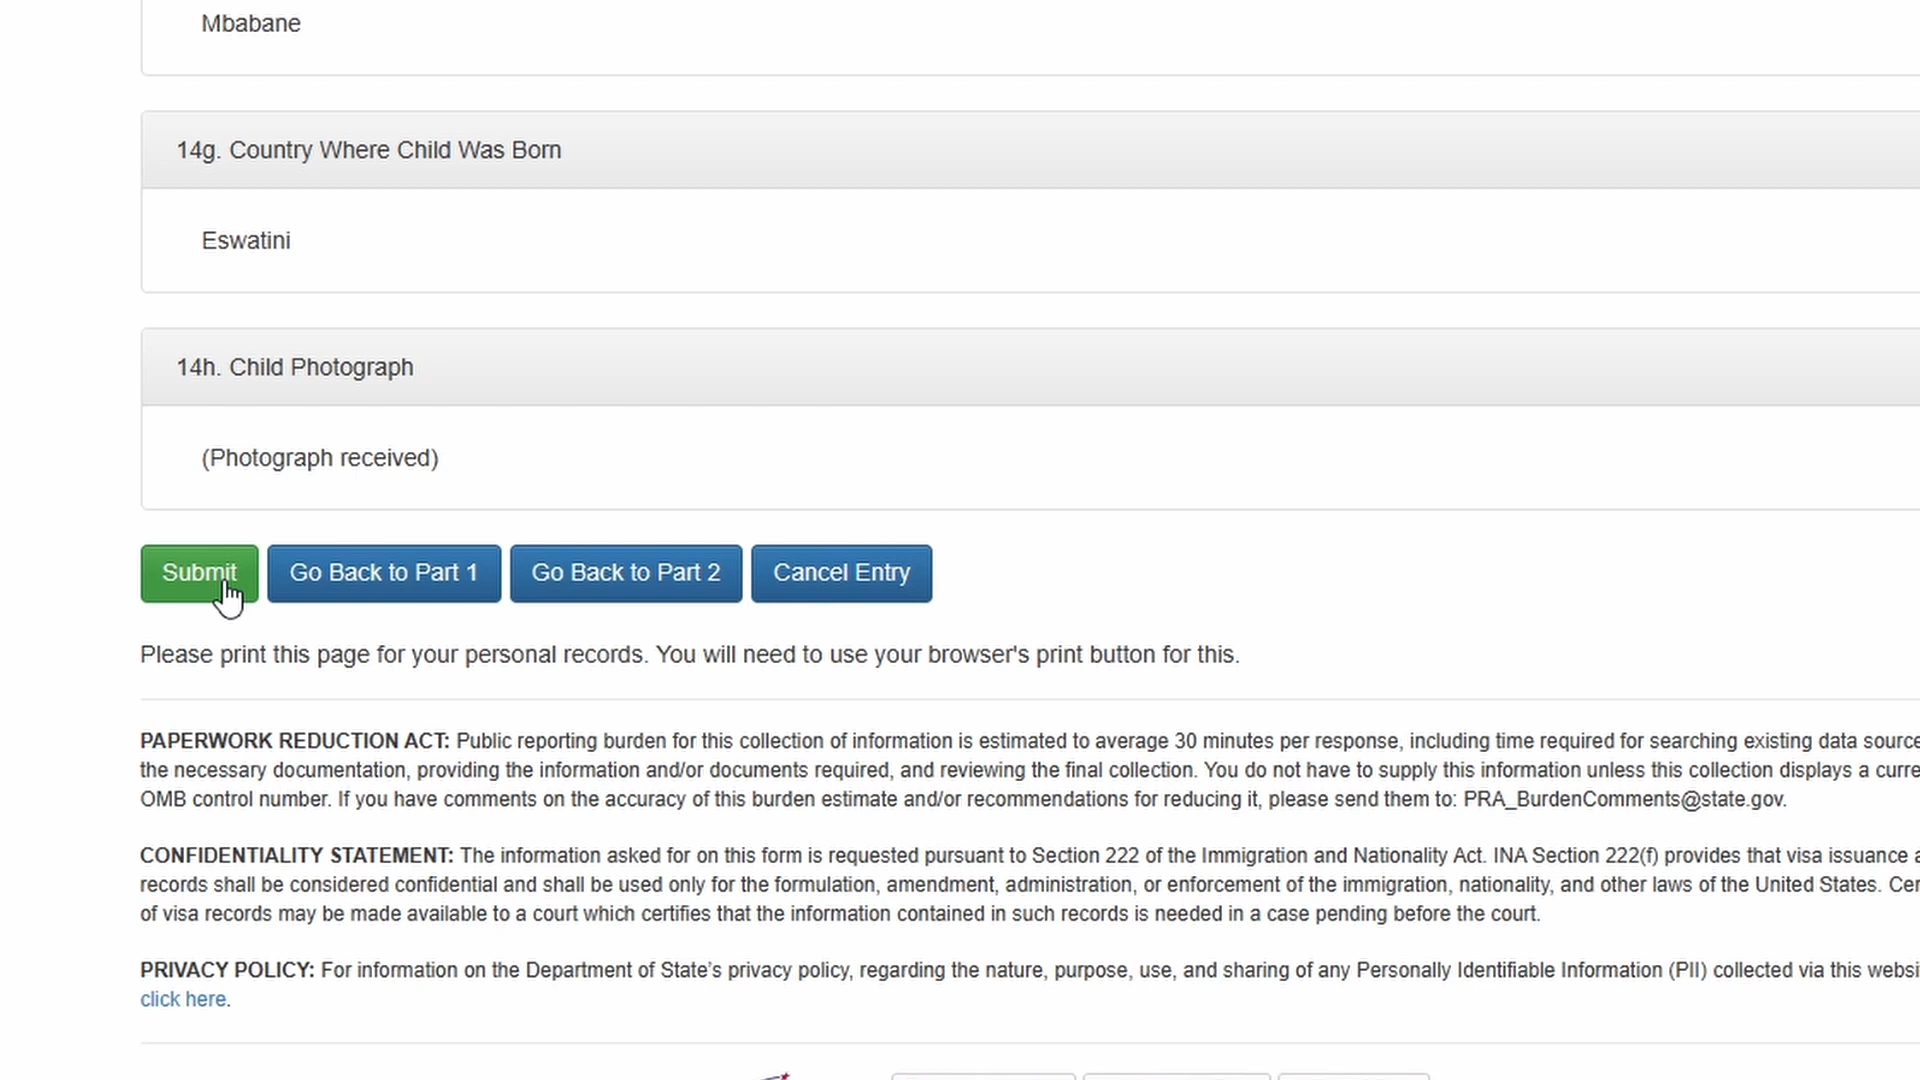 Mbabane
14g. Country Where Child Was Born
Eswatini
14h. Child Photograph
(Photograph received)
Submit Go Back to Part 1 Go Back to Part 2 Cancel Entry
Please print this page for your personal records. You will need to use your browser's print button for this.
PAPERWORK REDUCTION ACT: Public reporting burden for this collection of information is estimated to average 30 minutes per response, including time required for searching existing data
the necessary documentation, providing the information and/or documents required, and reviewing the final collection. You do not have to supply this information unless this collection displays a
OMB control number. If you have comments on the accuracy of this burden estimate and/or recommendations for reducing it, please send them to: PRA_BurdenComments@state.gov.
CONFIDENTIALITY STATEMENT: The information asked for on this form is requested pursuant to Section 222 of the Immigration and Nationality Act. INA Section 222(f) provides that visa issuance
records shall be considered confidential and shall be used only for the formulation, amendment, administration, or enforcement of the immigration, nationality, and other laws of the United States.
of visa records may be made available to a court which certifies that the information contained in such records is needed in a case pending before the court.
PRIVACY POLICY: For information on the Department of State’s privacy policy, regarding the nature, purpose, use, and sharing of any Personally Identifiable Information (PII) collected via this
click here.